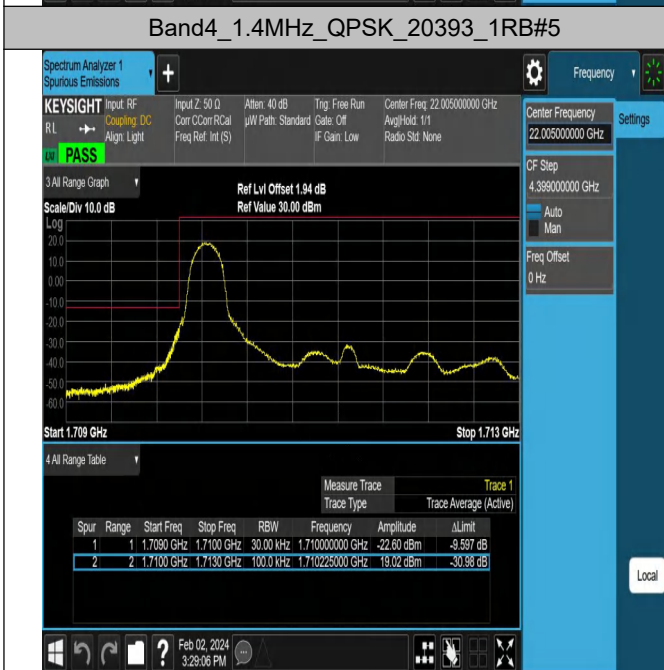 Band4_1.4MHz_QPSK_20393_1RB#5
Spectrum Analyzer 1
Spurious Emissions
Frequency
KEYSIGHT
RL
PASS
Input: RF
Coupling: DC
Align: Light
Input Z: 50 Ω
Corr CCorr RCal
Freq Ref: Int (S)
Atten: 40 dB
µW Path: Standard
Trig: Free Run
Gate: Off
IF Gain: Low
Center Freq: 22.005000000 GHz
Avg|Hold: 1/1
Radio Std: None
Center Frequency
22.005000000 GHz
Settings
CF Step
4.399000000 GHz
Auto
Man
Freq Offset
0 Hz
3 All Range Graph
Scale/Div 10.0 dB
Ref Lvl Offset 1.94 dB
Ref Value 30.00 dBm
Log
20.0
10.0
0.00
-10.0
-20.0
-30.0
-40.0
-50.0
-60.0
Start 1.709 GHz
Stop 1.713 GHz
4 All Range Table
Measure Trace Trace 1
Trace Type Trace Average (Active)
Spur Range Start Freq Stop Freq RBW Frequency Amplitude ΔLimit
1 1 1.7090 GHz 1.7100 GHz 30.00 kHz 1.710000000 GHz -22.60 dBm -9.597 dB
2 2 1.7100 GHz 1.7130 GHz 100.0 kHz 1.710225000 GHz 19.02 dBm -30.98 dB
Local
?
Feb 02, 2024
3:29:06 PM